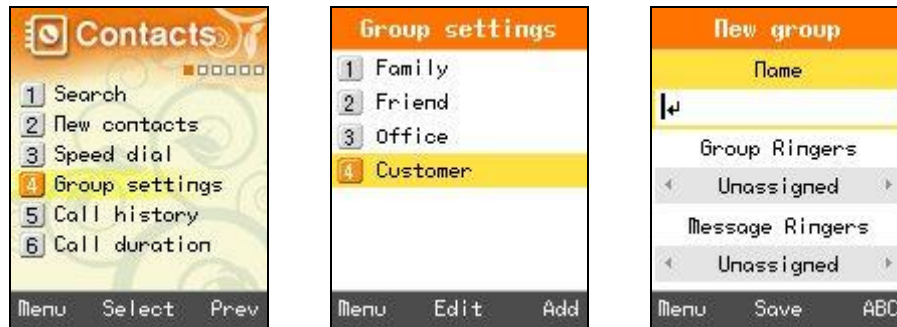 Contacts
1 Search
2 New contacts
3 Speed dial
4 Group settings
5 Call history
6 Call duration
Menu Select Prev
Group settings
1 Family
2 Friend
3 Office
4 Customer
Menu Edit Add
New group
Name
Group Ringers
Unassigned
Message Ringers
Unassigned
Menu Save ABC